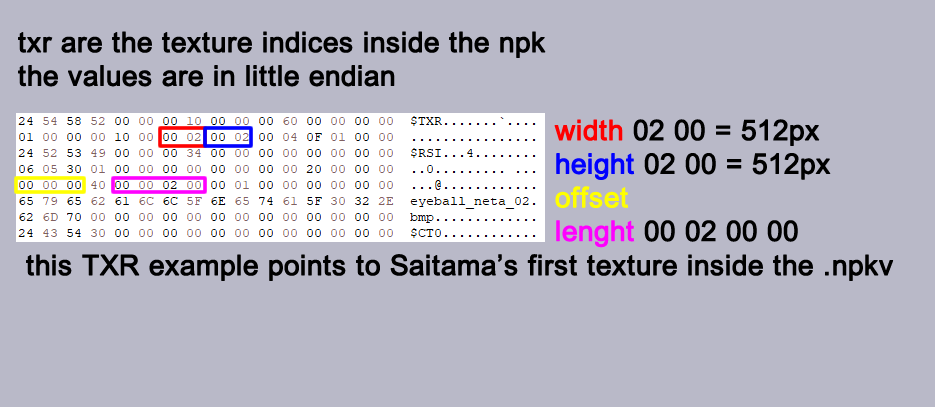 txr are the texture indices inside the npk
the values are in little endian
24 54 58 52 00 00 00 10 00 00 00 60 00 00 00 00 $TXR.......`....
01 00 00 00 10 00 00 02 00 02 00 04 0F 01 00 00 ................
24 52 53 49 00 00 00 34 00 00 00 00 00 00 00 00 $RSI...4........
06 05 30 01 00 00 00 00 00 00 00 00 20 00 00 00 ..0......... ...
00 00 00 40 00 00 02 00 00 01 00 00 00 00 00 00 ...@............
65 79 65 62 61 6C 6C 5F 6E 65 74 61 5F 30 32 2E eyeball_neta_02.
62 6D 70 00 00 00 00 00 00 00 00 00 00 00 00 00 bmp.............
24 43 54 30 00 00 00 00 00 00 00 00 00 00 00 00 $CT0............
width 02 00 = 512px
height 02 00 = 512px
offset
lenght 00 02 00 00
this TXR example points to Saitama's first texture inside the .npkv